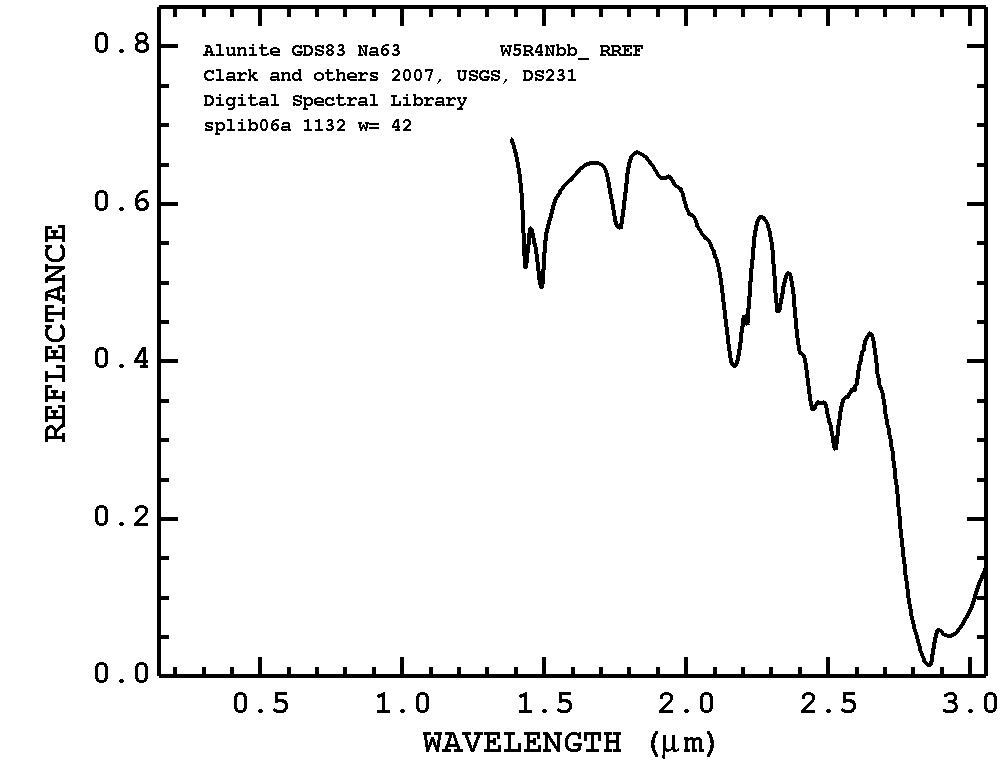 Alunite GDS83 Na63 W5R4Nbb_ RREF
Clark and others 2007, USGS, DS231
Digital Spectral Library
splib06a 1132 w= 42
0.8
0.6
0.4
0.2
0.0
REFLECTANCE
0.5 1.0 1.5 2.0 2.5 3.0
WAVELENGTH (μm)